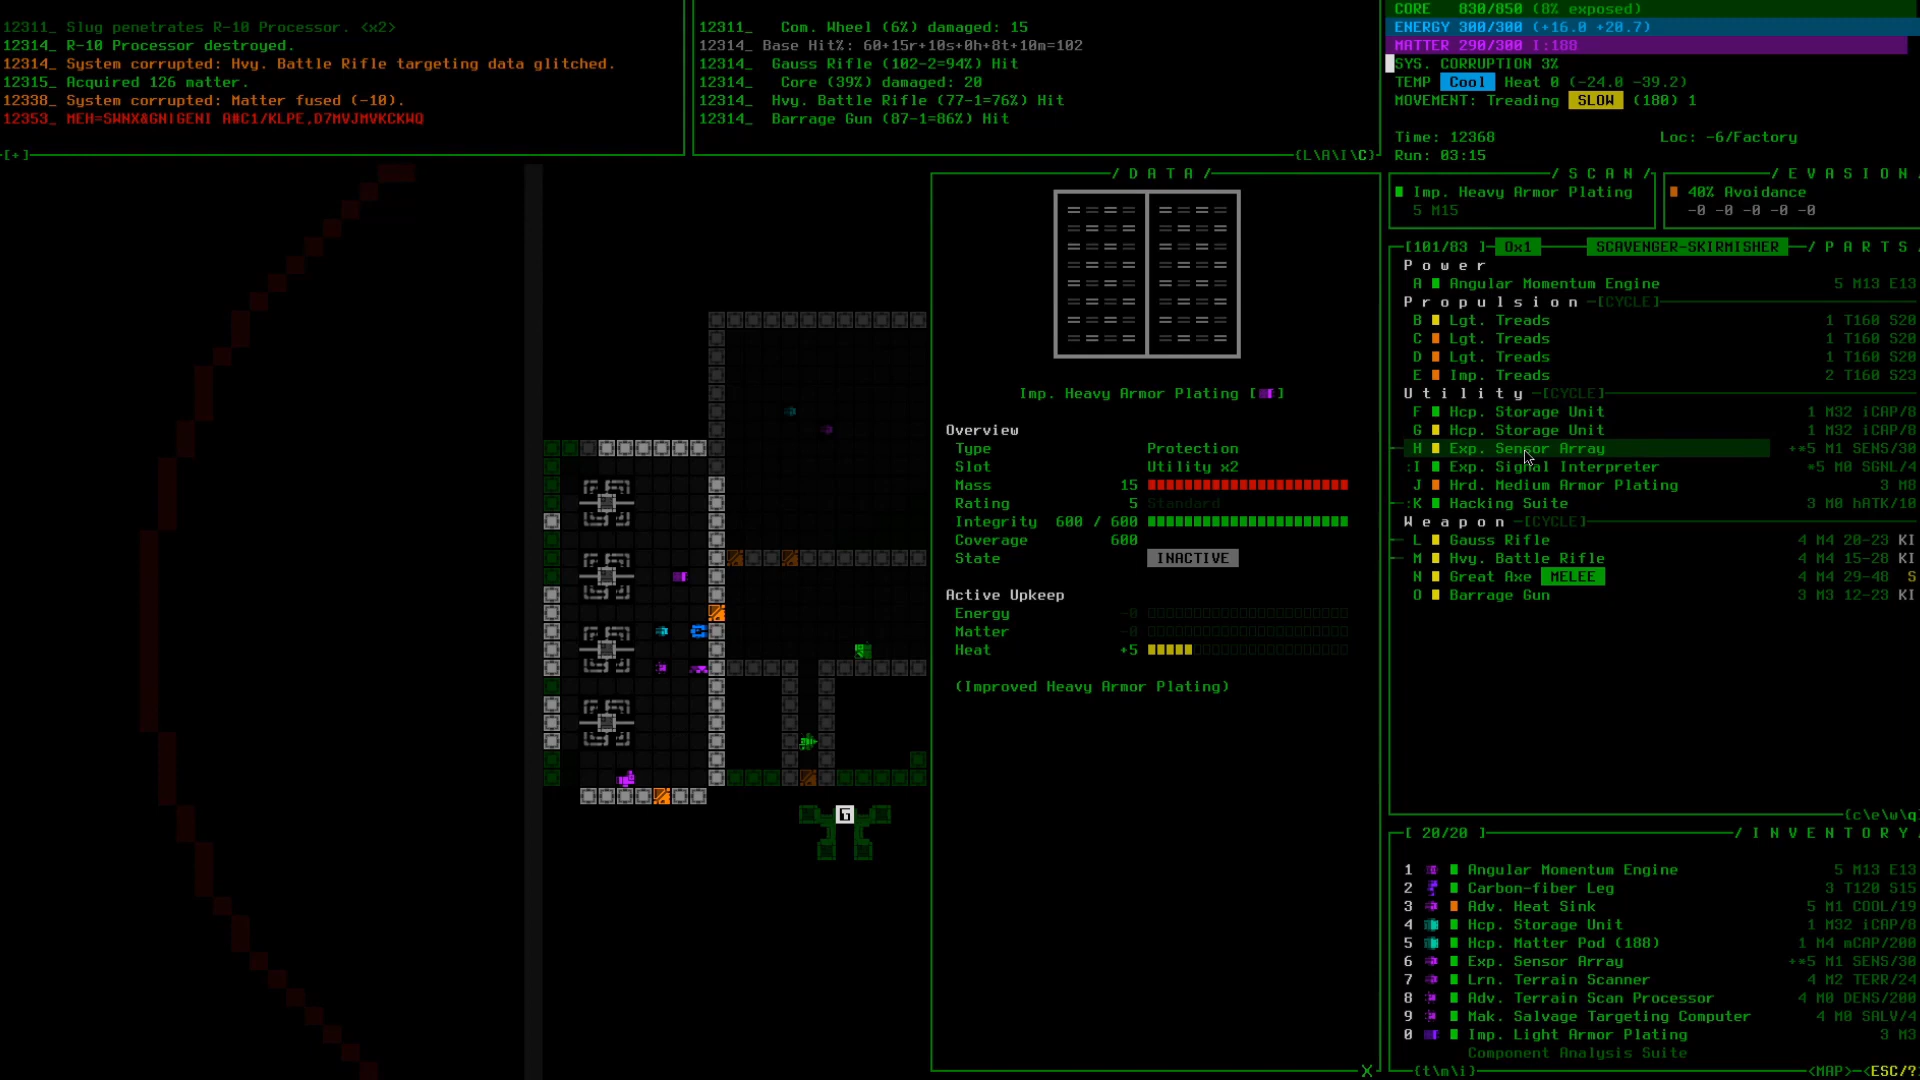 12311_ Slug penetrates R-10 Processor. <x2>
12314_ R-10 Processor destroyed.
12314_ System corrupted: Hvy. Battle Rifle targeting data glitched.
12315_ Acquired 126 matter.
12338_ System corrupted: Matter fused (-10).
12353_ MEH=SWNX&GN|GENI A#C1/KLPE,D7MVJMVKCKWQ
[+]
12311_ Com. Wheel (6%) damaged: 15
12314_ Base Hit%: 60+15r+10s+0h+8t+10m=102
12314_ Gauss Rifle (102-2=94%) Hit
12314_ Core (39%) damaged: 20
12314_ Hvy. Battle Rifle (77-1=76%) Hit
12314_ Barrage Gun (87-1=86%) Hit
(L\A\I\C)
CORE 830/850 (8% exposed)
ENERGY 300/300 (+16.0 +20.7)
MATTER 290/300 I:188
SYS. CORRUPTION 3%
TEMP Cool Heat 0 (-24.0 -39.2)
MOVEMENT: Treading SLOW (180) 1
Time: 12368 Loc: -6/Factory
Run: 03:15
/ S C A N /
Imp. Heavy Armor Plating
5 M15
/ E V A S I O N /
40% Avoidance
-0 -0 -0 -0 -0
/ D A T A /
Imp. Heavy Armor Plating [ ]
Overview
Type Protection
Slot Utility x2
Mass 15
Rating 5 Standard
Integrity 600 / 600
Coverage 600
State INACTIVE
Active Upkeep
Energy -0
Matter -0
Heat +5
(Improved Heavy Armor Plating)
X
G
[101/83 ] 0x1 SCAVENGER-SKIRMISHER / P A R T S /
P o w e r
A Angular Momentum Engine 5 M13 E13
P r o p u l s i o n [CYCLE]
B Lgt. Treads 1 T160 S20
C Lgt. Treads 1 T160 S20
D Lgt. Treads 1 T160 S20
E Imp. Treads 2 T160 S23
U t i l i t y [CYCLE]
F Hcp. Storage Unit 1 M32 iCAP/8
G Hcp. Storage Unit 1 M32 iCAP/8
H Exp. Sensor Array +*5 M1 SENS/30
:I Exp. Signal Interpreter *5 M0 SGNL/4
J Hrd. Medium Armor Plating 3 M8
:K Hacking Suite 3 M0 hATK/10
W e a p o n [CYCLE]
L Gauss Rifle 4 M4 20-23 KI
M Hvy. Battle Rifle 4 M4 15-28 KI
N Great Axe MELEE 4 M4 29-48 S
O Barrage Gun 3 M3 12-23 KI
(c\e\w\q
[ 20/20 ] / I N V E N T O R Y /
1 Angular Momentum Engine 5 M13 E13
2 Carbon-fiber Leg 3 T120 S15
3 Adv. Heat Sink 5 M1 COOL/19
4 Hcp. Storage Unit 1 M32 iCAP/8
5 Hcp. Matter Pod (188) 1 M4 mCAP/200
6 Exp. Sensor Array +*5 M1 SENS/30
7 Lrn. Terrain Scanner 4 M2 TERR/24
8 Adv. Terrain Scan Processor 4 M0 DENS/200
9 Mak. Salvage Targeting Computer 4 M0 SALV/4
0 Imp. Light Armor Plating 3 M3
Component Analysis Suite
(t\m\i) <MAP>—<ESC/?